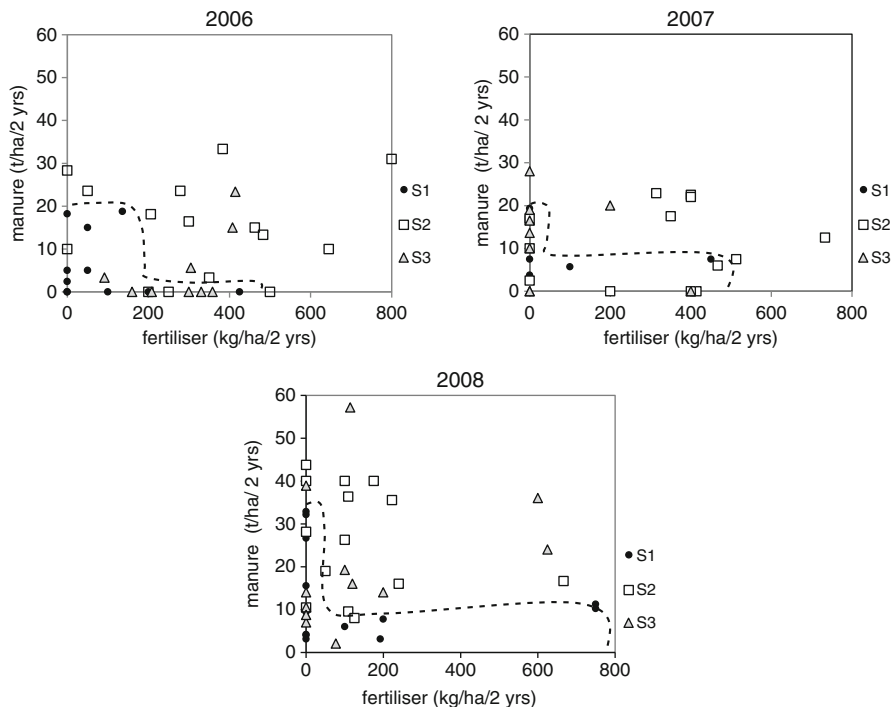 2006
60
50
40
30
20
10
0
manure (t/ha/2 yrs)
0 200 400 600 800
fertiliser (kg/ha/2 yrs)
S1
S2
S3
2007
60
50
40
30
20
10
0
manure (t/ha/ 2 yrs)
0 200 400 600 800
fertiliser (kg/ha/2 yrs)
S1
S2
S3
2008
60
50
40
30
20
10
0
manure (t/ha/ 2 yrs)
0 200 400 600 800
fertiliser (kg/ha/2 yrs)
S1
S2
S3